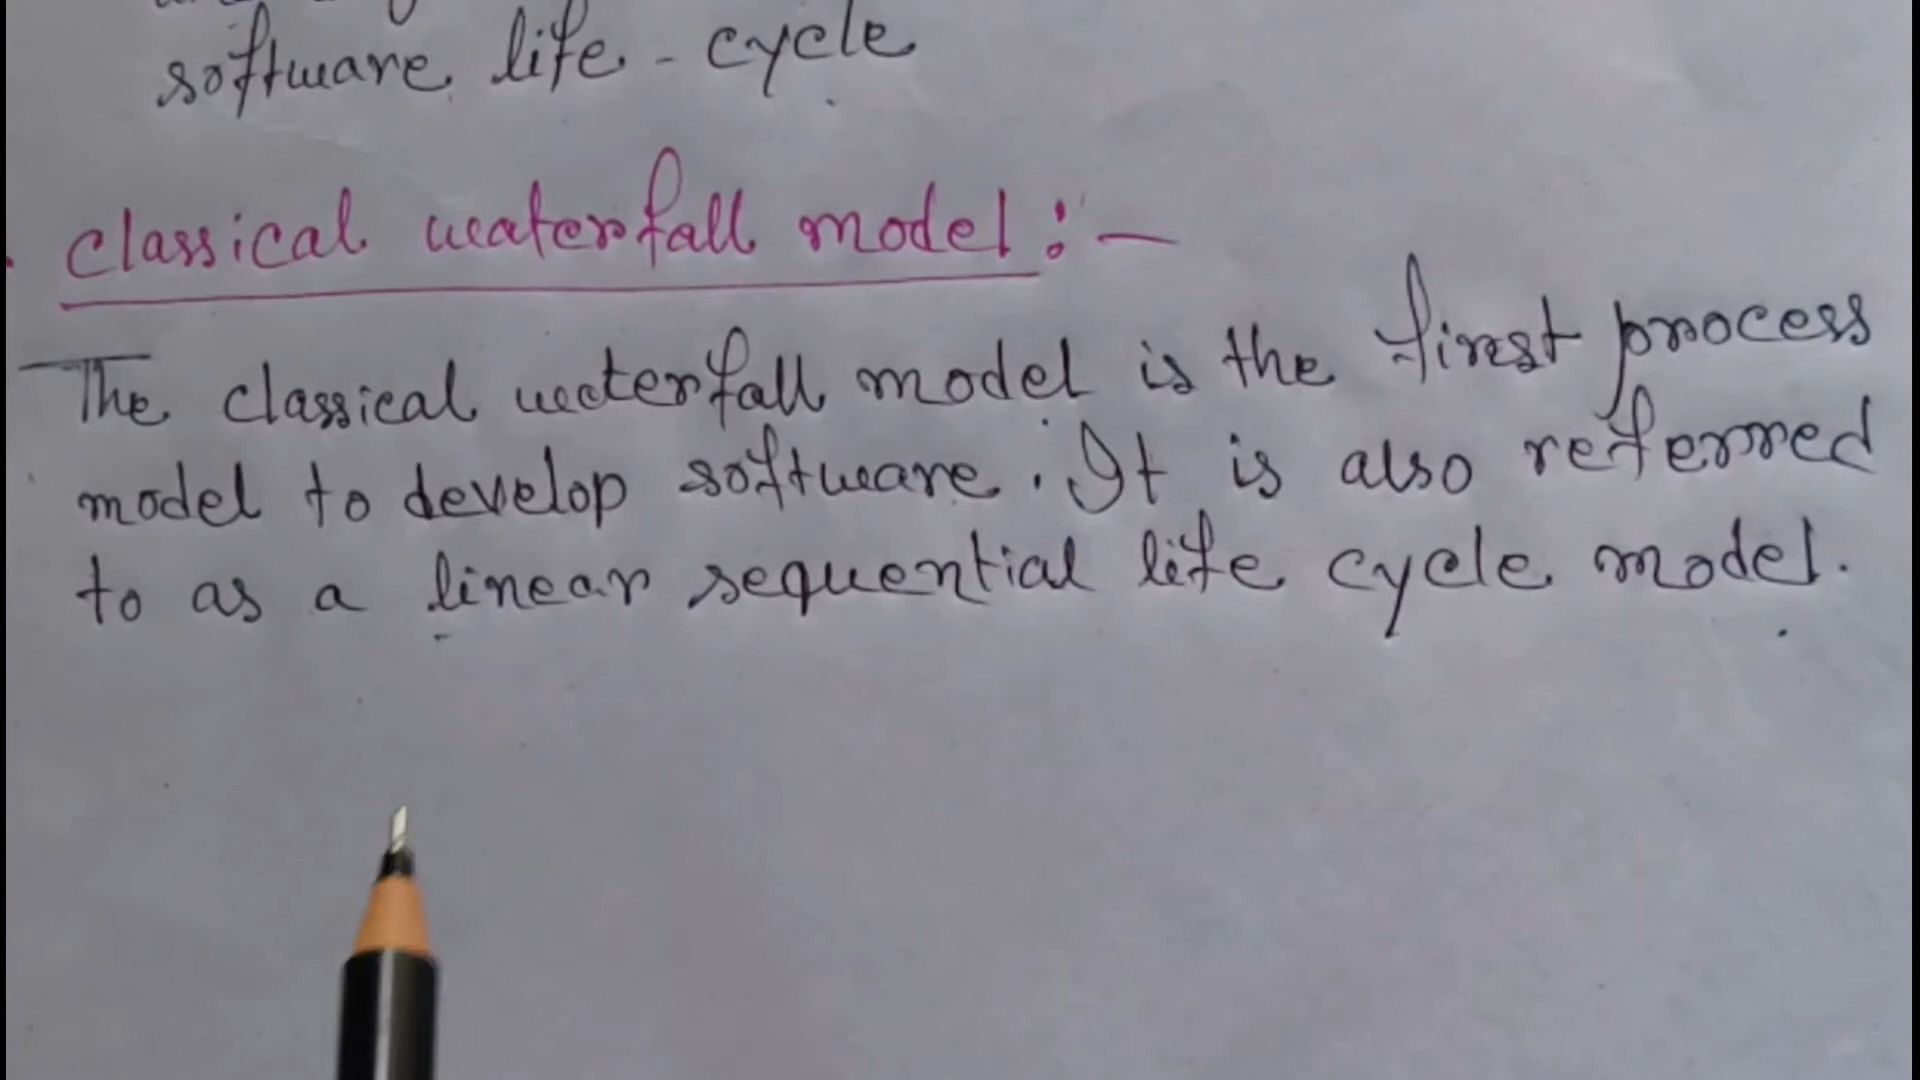 software life-cycle
classical waterfall model :-
The classical waterfall model is the first process
model to develop software. It is also referred
to as a linear sequential life cycle model.